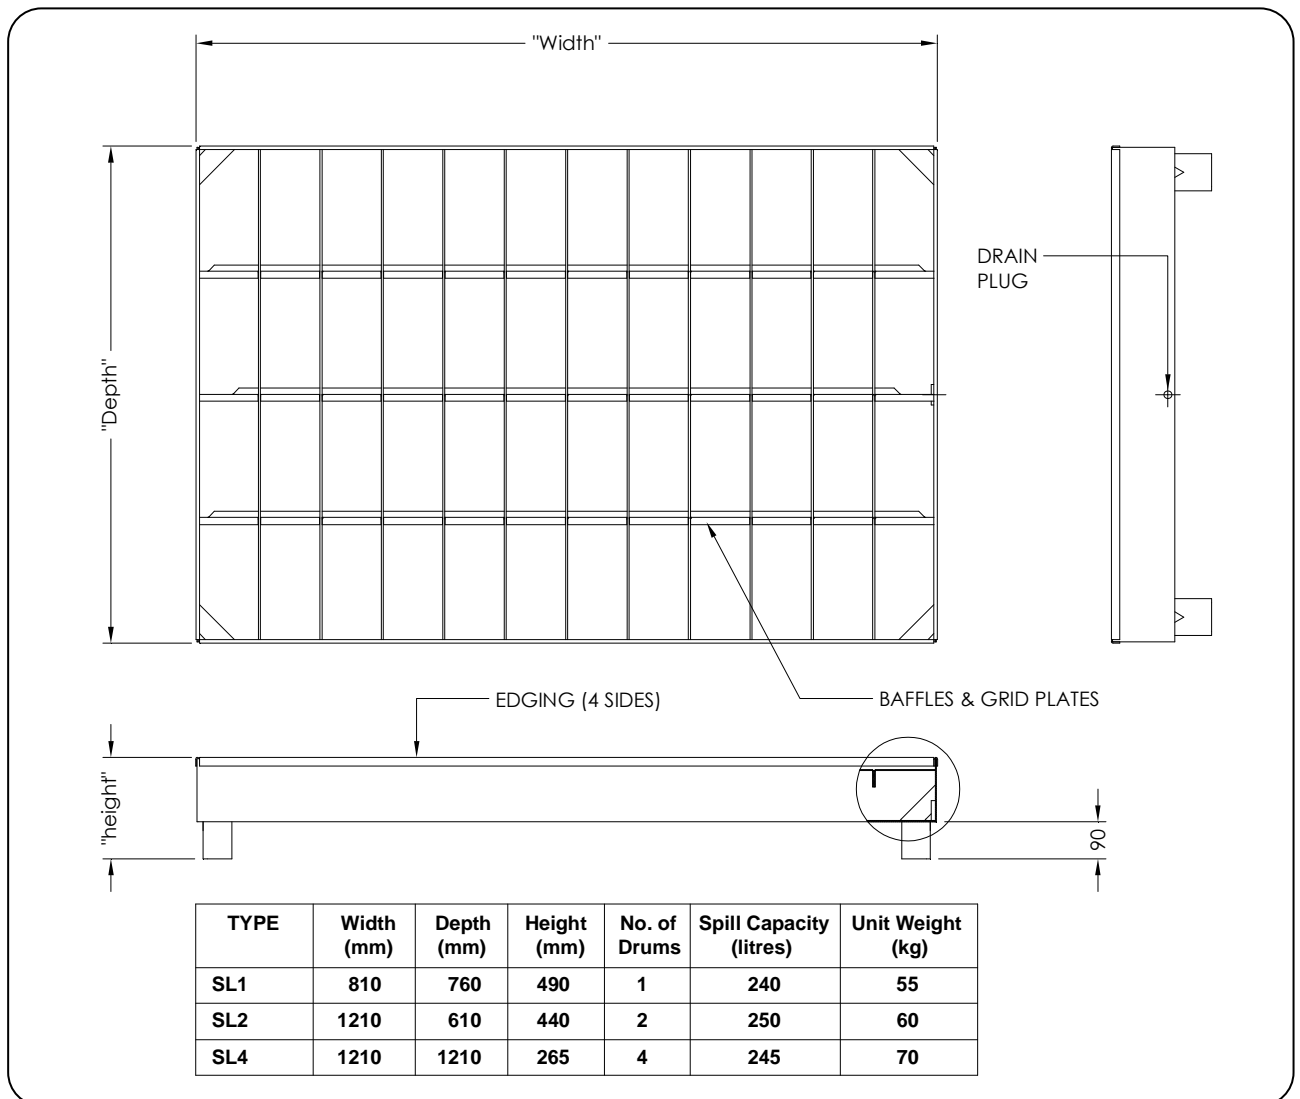 "Width"
"Depth"
DRAIN
PLUG
EDGING (4 SIDES)
BAFFLES & GRID PLATES
"height"
90
TYPE Width (mm) Depth (mm) Height (mm) No. of Drums Spill Capacity (litres) Unit Weight (kg)
SL1 810 760 490 1 240 55
SL2 1210 610 440 2 250 60
SL4 1210 1210 265 4 245 70